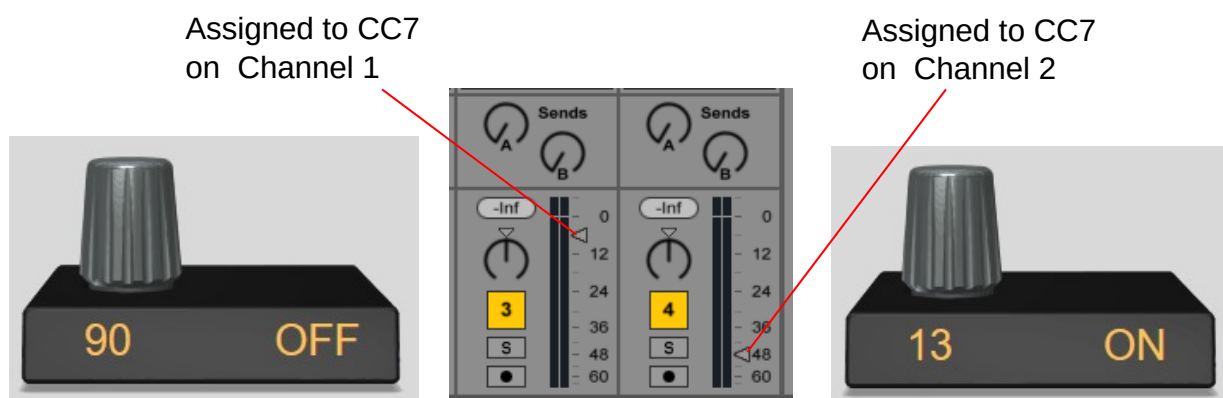 Assigned to CC7
on Channel 1
Assigned to CC7
on Channel 2
Sends
A
B
Sends
A
B
-Inf
0
12
24
36
48
60
3
S
-Inf
0
12
24
36
48
60
4
S
90 OFF
13 ON